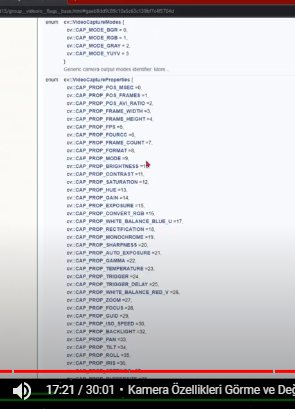 enum cv::VideoCaptureModes {
cv::CAP_MODE_BGR = 0,
cv::CAP_MODE_RGB = 1,
cv::CAP_MODE_GRAY = 2,
cv::CAP_MODE_YUYV = 3
}
Generic camera output modes identifier. More...
enum cv::VideoCaptureProperties {
cv::CAP_PROP_POS_MSEC =0,
cv::CAP_PROP_POS_FRAMES =1,
cv::CAP_PROP_POS_AVI_RATIO =2,
cv::CAP_PROP_FRAME_WIDTH =3,
cv::CAP_PROP_FRAME_HEIGHT =4,
cv::CAP_PROP_FPS =5,
cv::CAP_PROP_FOURCC =6,
cv::CAP_PROP_FRAME_COUNT =7,
cv::CAP_PROP_FORMAT =8,
cv::CAP_PROP_MODE =9,
cv::CAP_PROP_BRIGHTNESS =10,
cv::CAP_PROP_CONTRAST =11,
cv::CAP_PROP_SATURATION =12,
cv::CAP_PROP_HUE =13,
cv::CAP_PROP_GAIN =14,
cv::CAP_PROP_EXPOSURE =15,
cv::CAP_PROP_CONVERT_RGB =16,
cv::CAP_PROP_WHITE_BALANCE_BLUE_U =17,
cv::CAP_PROP_RECTIFICATION =18,
cv::CAP_PROP_MONOCHROME =19,
cv::CAP_PROP_SHARPNESS =20,
cv::CAP_PROP_AUTO_EXPOSURE =21,
cv::CAP_PROP_GAMMA =22,
cv::CAP_PROP_TEMPERATURE =23,
cv::CAP_PROP_TRIGGER =24,
cv::CAP_PROP_TRIGGER_DELAY =25,
cv::CAP_PROP_WHITE_BALANCE_RED_V =26,
cv::CAP_PROP_ZOOM =27,
cv::CAP_PROP_FOCUS =28,
cv::CAP_PROP_GUID =29,
cv::CAP_PROP_ISO_SPEED =30,
cv::CAP_PROP_BACKLIGHT =32,
cv::CAP_PROP_PAN =33,
cv::CAP_PROP_TILT =34,
cv::CAP_PROP_ROLL =35,
cv::CAP_PROP_IRIS =36,
17:21 / 30:01 • Kamera Özellikleri Görme ve Değ